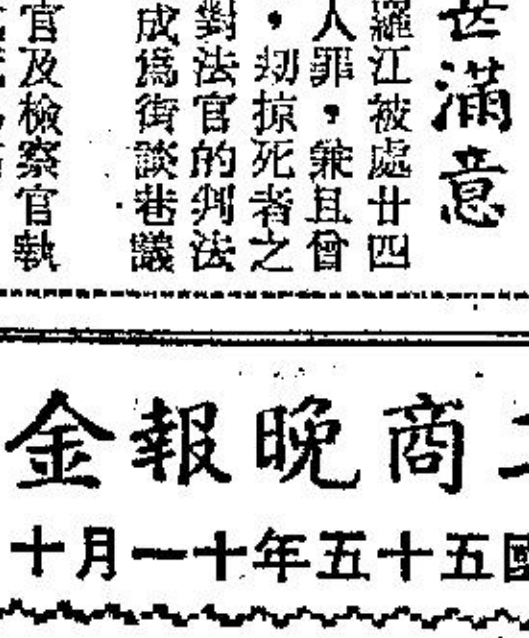 甚滿意
羅江被處廿四
人罪，兼且曾
，刧掠死者之
對法官的判法
成爲街談巷議
官及檢察官執
商晚報金
國五十五年十一月十